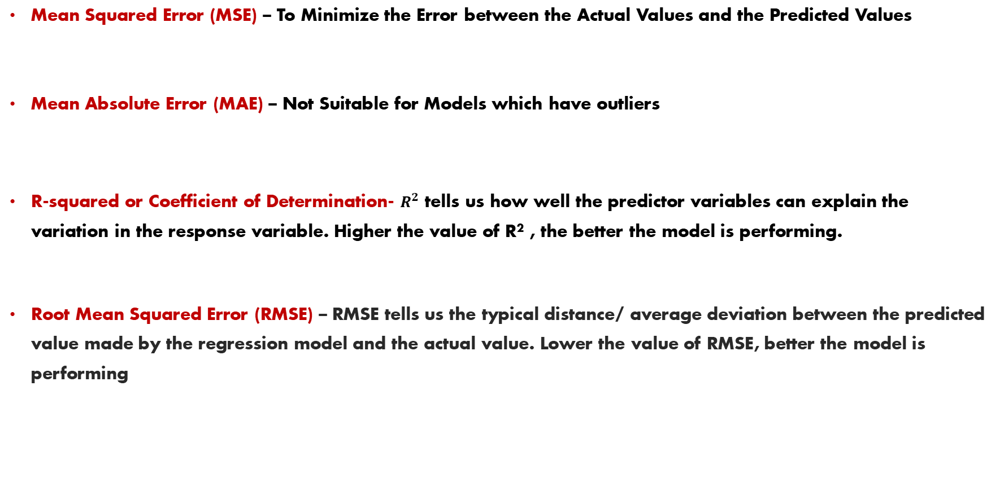 • Mean Squared Error (MSE) – To Minimize the Error between the Actual Values and the Predicted Values
• Mean Absolute Error (MAE) – Not Suitable for Models which have outliers
• R-squared or Coefficient of Determination- R² tells us how well the predictor variables can explain the
variation in the response variable. Higher the value of R² , the better the model is performing.
• Root Mean Squared Error (RMSE) – RMSE tells us the typical distance/ average deviation between the predicted
value made by the regression model and the actual value. Lower the value of RMSE, better the model is
performing